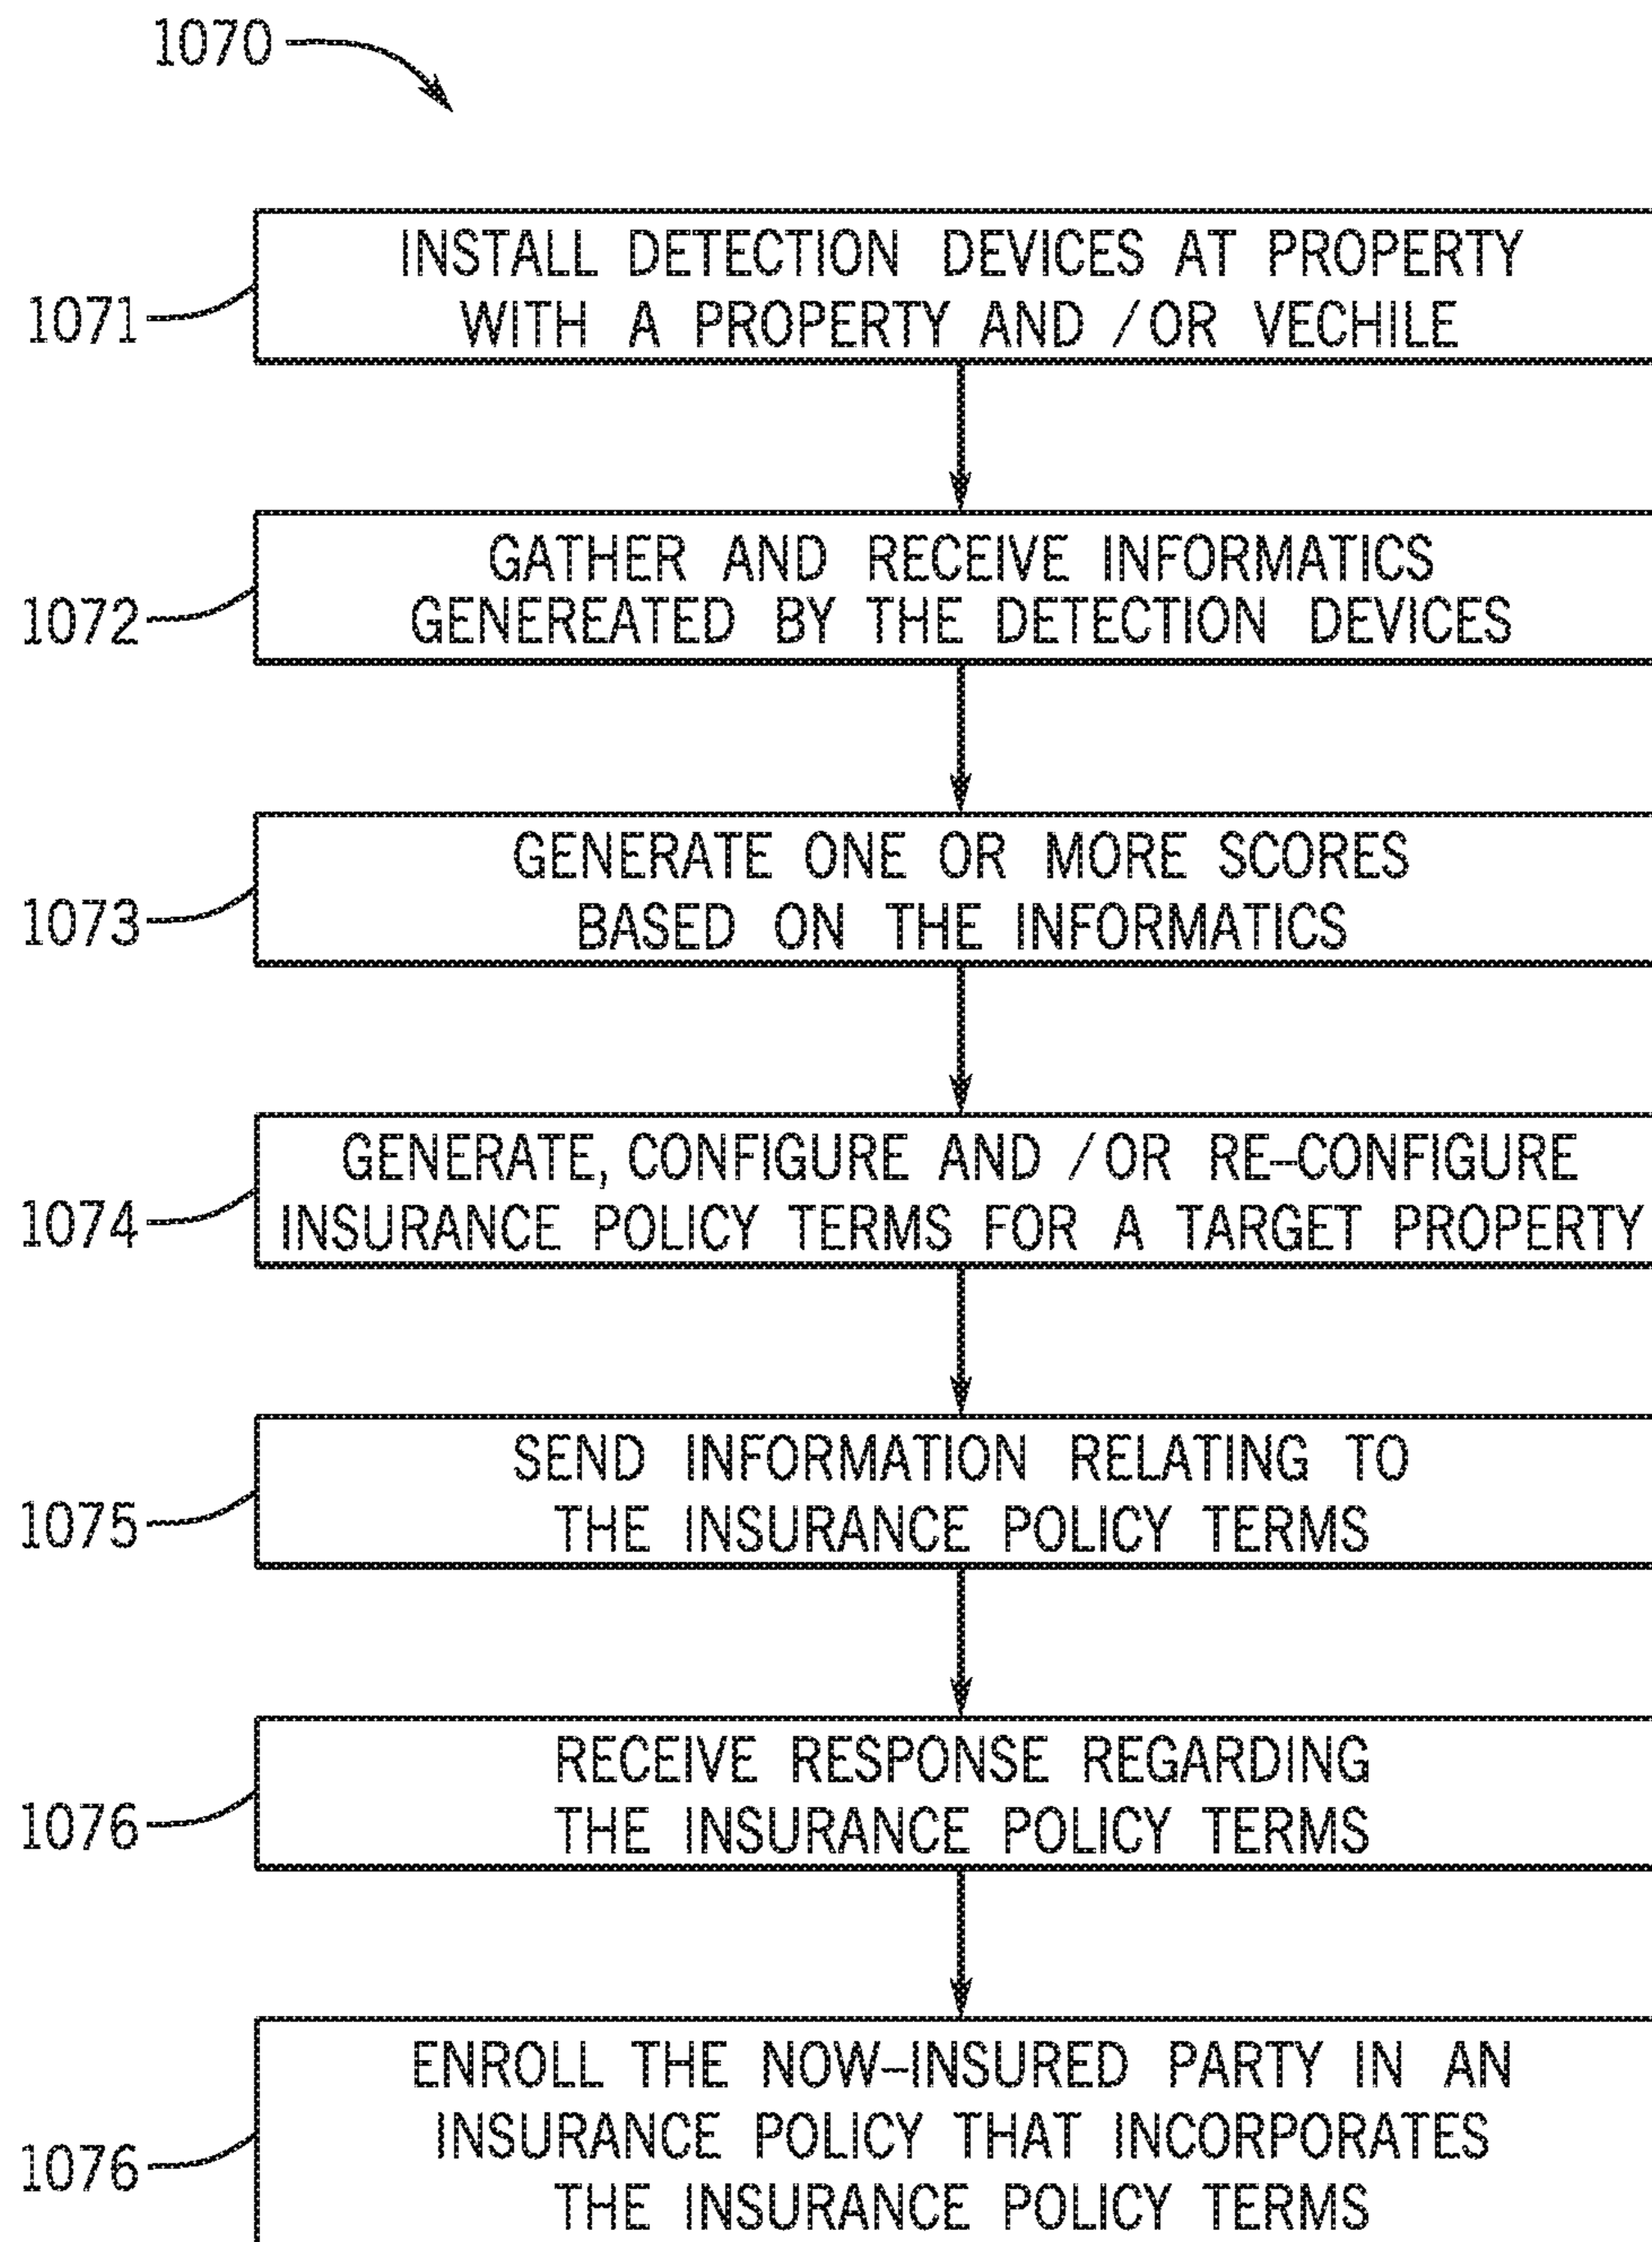 1070
INSTALL DETECTION DEVICES AT PROPERTY
WITH A PROPERTY AND /OR VECHILE
1071
GATHER AND RECEIVE INFORMATICS
GENEREATED BY THE DETECTION DEVICES
1072
GENERATE ONE OR MORE SCORES
BASED ON THE INFORMATICS
1073
GENERATE, CONFIGURE AND /OR RE-CONFIGURE
INSURANCE POLICY TERMS FOR A TARGET PROPERTY
1074
SEND INFORMATION RELATING TO
THE INSURANCE POLICY TERMS
1075
RECEIVE RESPONSE REGARDING
THE INSURANCE POLICY TERMS
1076
ENROLL THE NOW-INSURED PARTY IN AN
INSURANCE POLICY THAT INCORPORATES
THE INSURANCE POLICY TERMS
1076